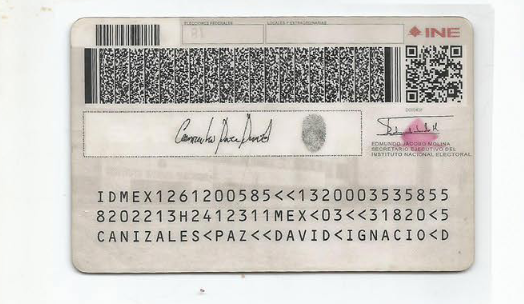 ELECCIONES FEDERALES
LOCALES Y EXTRAORDINARIAS
INE
EDMUNDO JACOBO MOLINA
SECRETARIO EJECUTIVO DEL
INSTITUTO NACIONAL ELECTORAL
IDMEX1261200585<<1320003535855
8202213H2412311MEX<03<<31820<5
CANIZALES<PAZ<<DAVID<IGNACIO<D